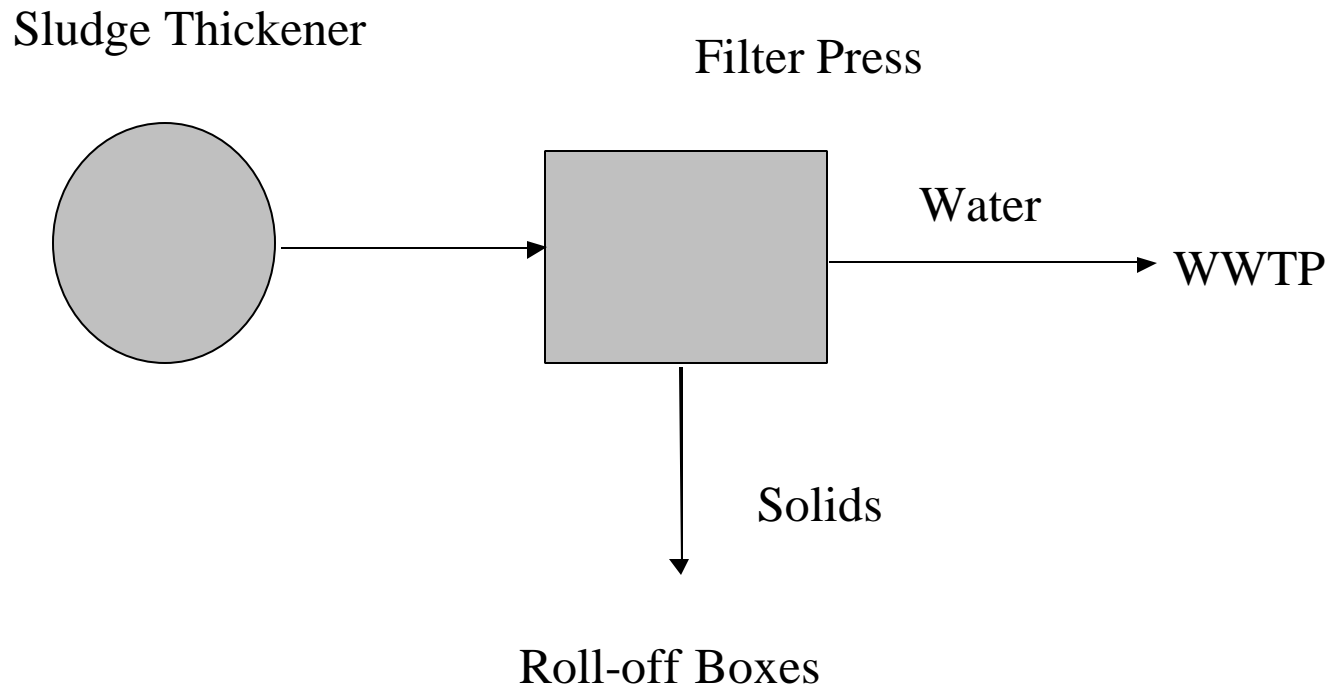 Sludge Thickener
Filter Press
Water
WWTP
Solids
Roll-off Boxes